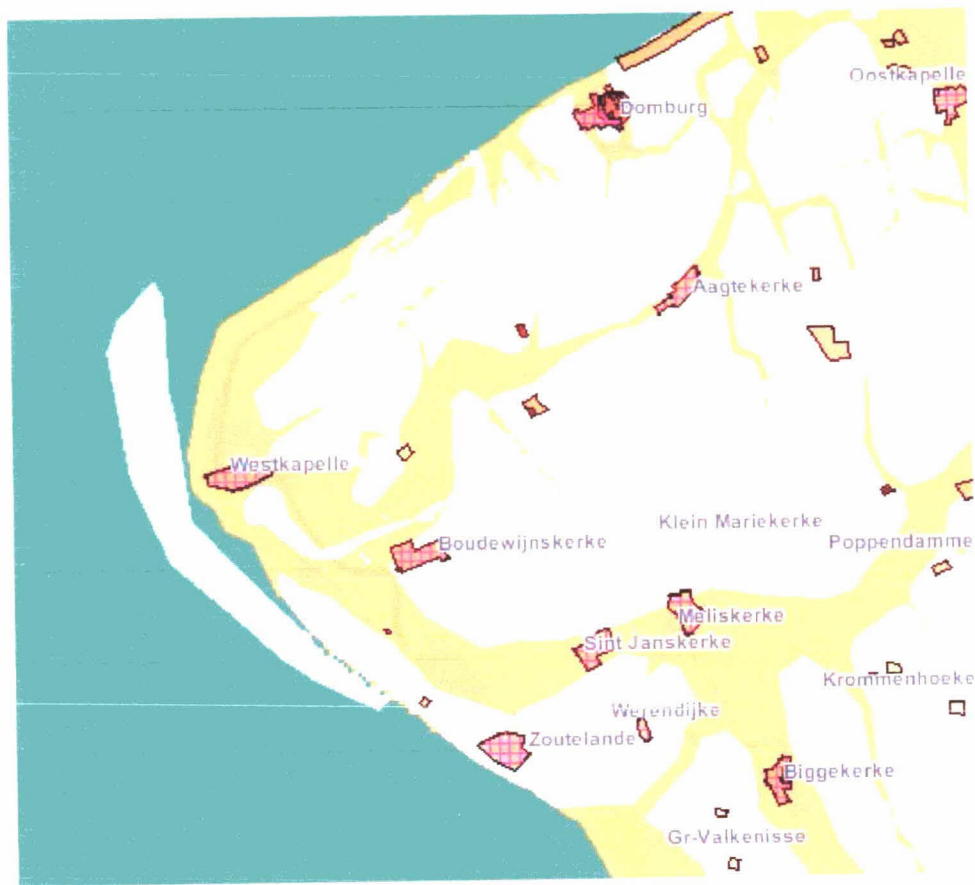 Oostkapelle
Domburg
Aagtekerke
Westkapelle
Klein Mariekerke
Boudewijnskerke
Poppendamme
Meliskerke
Sint Janskerke
Krommenhoeke
Werendijke
Zoutelande
Biggekerke
Gr-Valkenisse